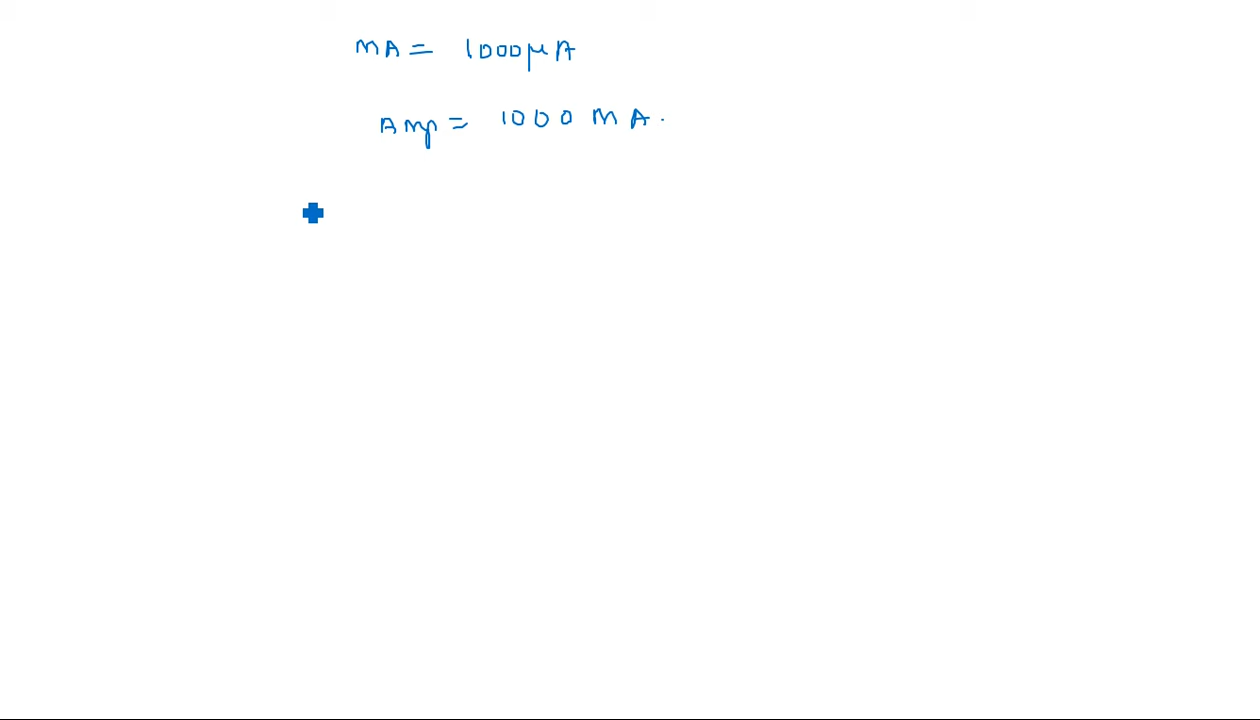 mA = 1000μA
Amp = 1000 mA.